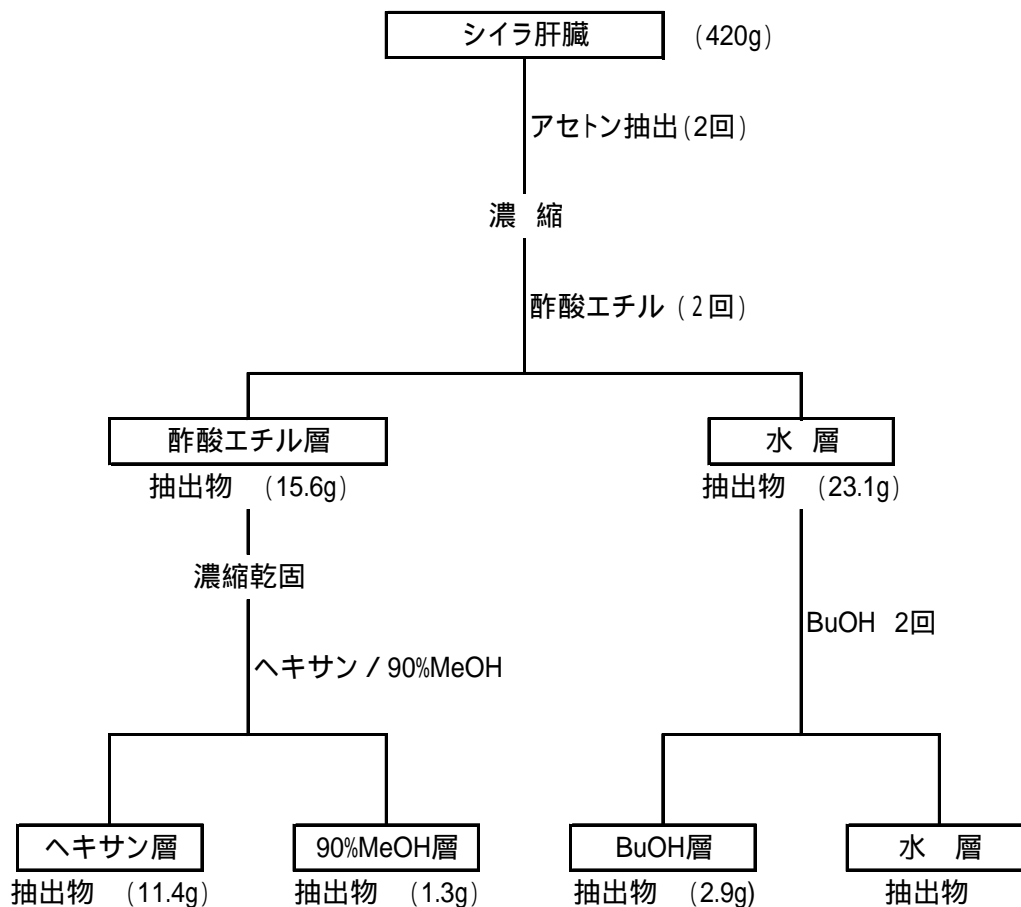 シイラ肝臓 (420g)
アセトン抽出(2回)
濃 縮
酢酸エチル (2回)
酢酸エチル層 水 層
抽出物 (15.6g) 抽出物 (23.1g)
濃縮乾固
BuOH 2回
ヘキサン / 90%MeOH
ヘキサン層 90%MeOH層 BuOH層 水 層
抽出物 (11.4g) 抽出物 (1.3g) 抽出物 (2.9g) 抽出物